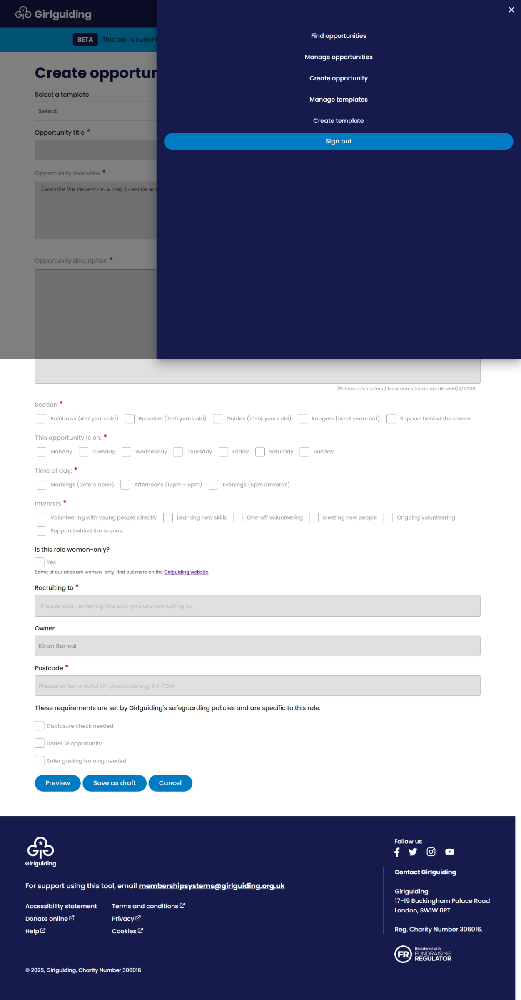 Girlguiding
BETA This tool is current
Find opportunities
Manage opportunities
Create opportunity
Manage templates
Create template
Sign out
Create opportun
Select a template
Select
Opportunity title *
Opportunity overview *
Describe the vacancy in a way to excite an
Opportunity description *
(Entered characters / Maximum characters allowed)0/5000
Section *
Rainbows (4-7 years old) Brownies (7-10 years old) Guides (10-14 years old) Rangers (14-18 years old) Support behind the scenes
This opportunity is on: *
Monday Tuesday Wednesday Thursday Friday Saturday Sunday
Time of day: *
Mornings (before noon) Afternoons (12pm - 5pm) Evenings (5pm onwards)
Interests *
Volunteering with young people directly Learning new skills One-off volunteering Meeting new people Ongoing volunteering
Support behind the scenes
Is this role women-only?
Yes
Some of our roles are women-only, find out more on the Girlguiding website.
Recruiting to *
Please start entering the unit you are recruiting to
Owner
Kiran Bansal
Postcode *
Please enter a valid UK postcode e.g. E4 7QW
These requirements are set by Girlguiding's safeguarding policies and are specific to this role.
Disclosure check needed
Under 18 opportunity
Safer guiding training needed
Preview Save as draft Cancel
Girlguiding
For support using this tool, email membershipsystems@girlguiding.org.uk
Accessibility statement Terms and conditions
Donate online Privacy
Help Cookies
© 2025, Girlguiding, Charity Number 306016
Follow us
Contact Girlguiding
Girlguiding
17-19 Buckingham Palace Road
London, SW1W 0PT
Reg. Charity Number 306016.
FR Registered with
FUNDRAISING
REGULATOR